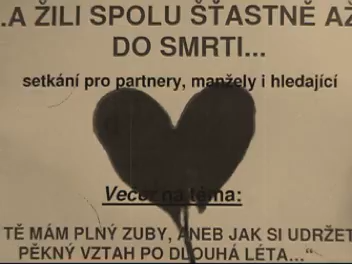 ..A ŽILI SPOLU ŠŤASTNĚ AŽ
DO SMRTI...
setkání pro partnery, manžely i hledající
Večer na téma:
TĚ MÁM PLNÝ ZUBY, ANEB JAK SI UDRŽET
PĚKNÝ VZTAH PO DLOUHÁ LÉTA..."